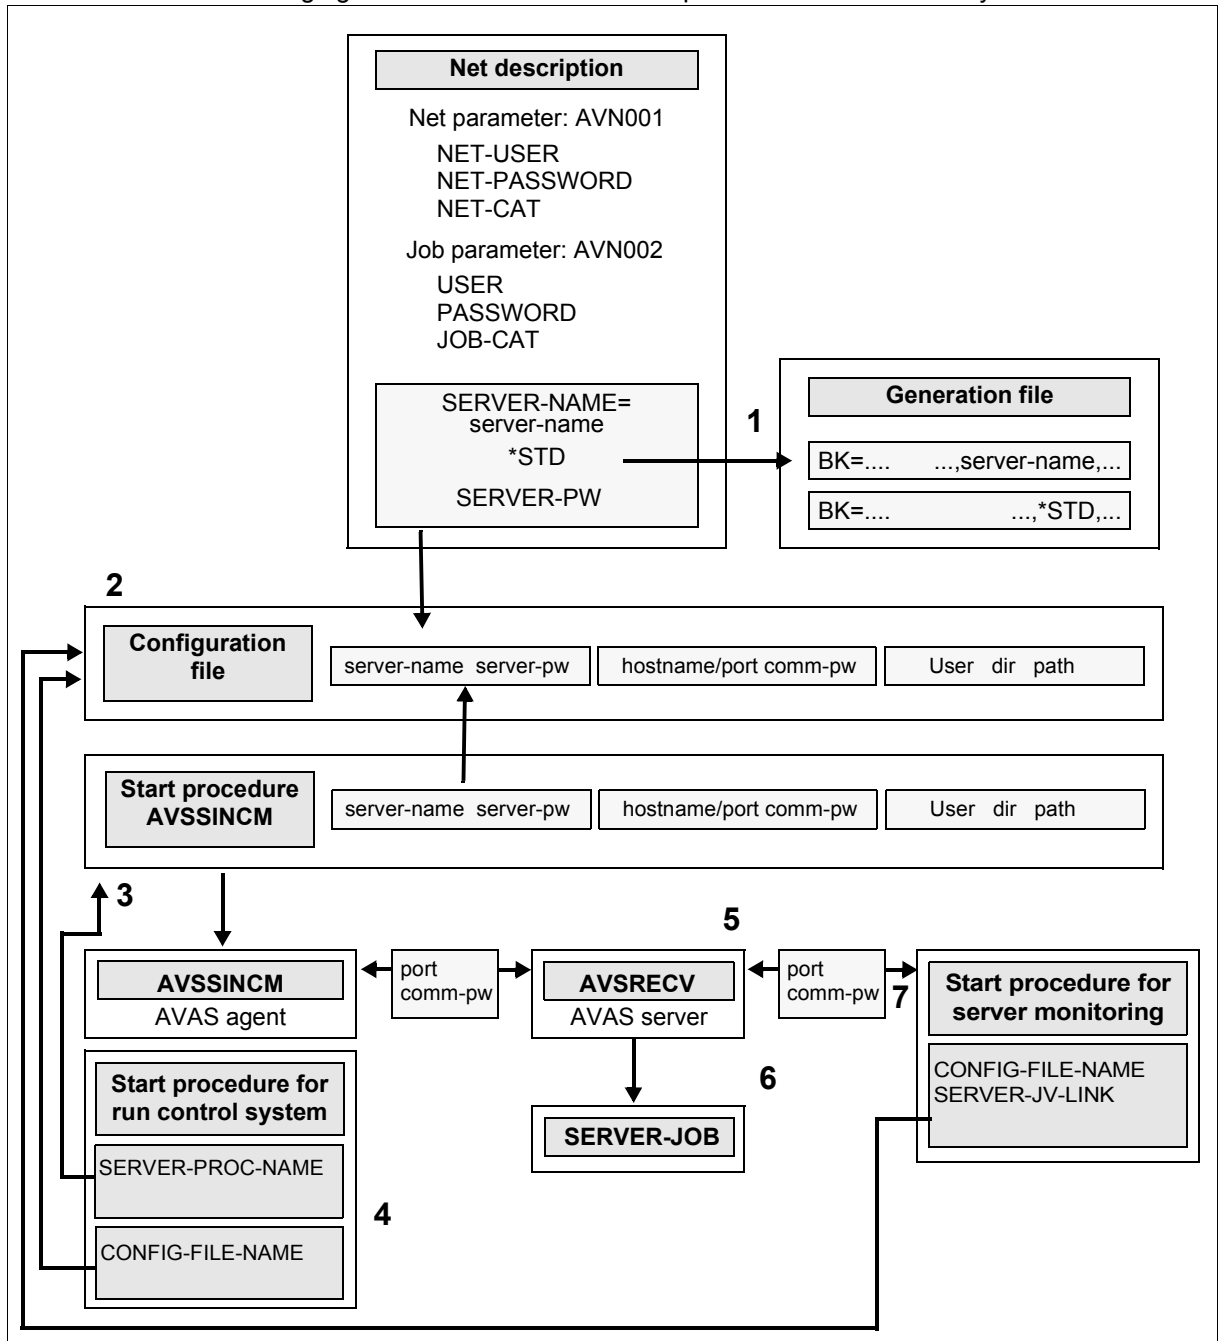 Net description
Net parameter: AVN001
NET-USER
NET-PASSWORD
NET-CAT
Job parameter: AVN002
USER
PASSWORD
JOB-CAT
SERVER-NAME=
server-name
*STD
SERVER-PW
1
Generation file
BK=.... ...,server-name,...
BK=.... ...,*STD,...
2
Configuration
file
server-name server-pw
hostname/port comm-pw
User dir path
Start procedure
AVSSINCM
server-name server-pw
hostname/port comm-pw
User dir path
3
5
AVSSINCM
AVAS agent
port
comm-pw
AVSRECV
AVAS server
port
comm-pw
7
Start procedure for
server monitoring
CONFIG-FILE-NAME
SERVER-JV-LINK
Start procedure for
run control system
SERVER-PROC-NAME
CONFIG-FILE-NAME
4
6
SERVER-JOB